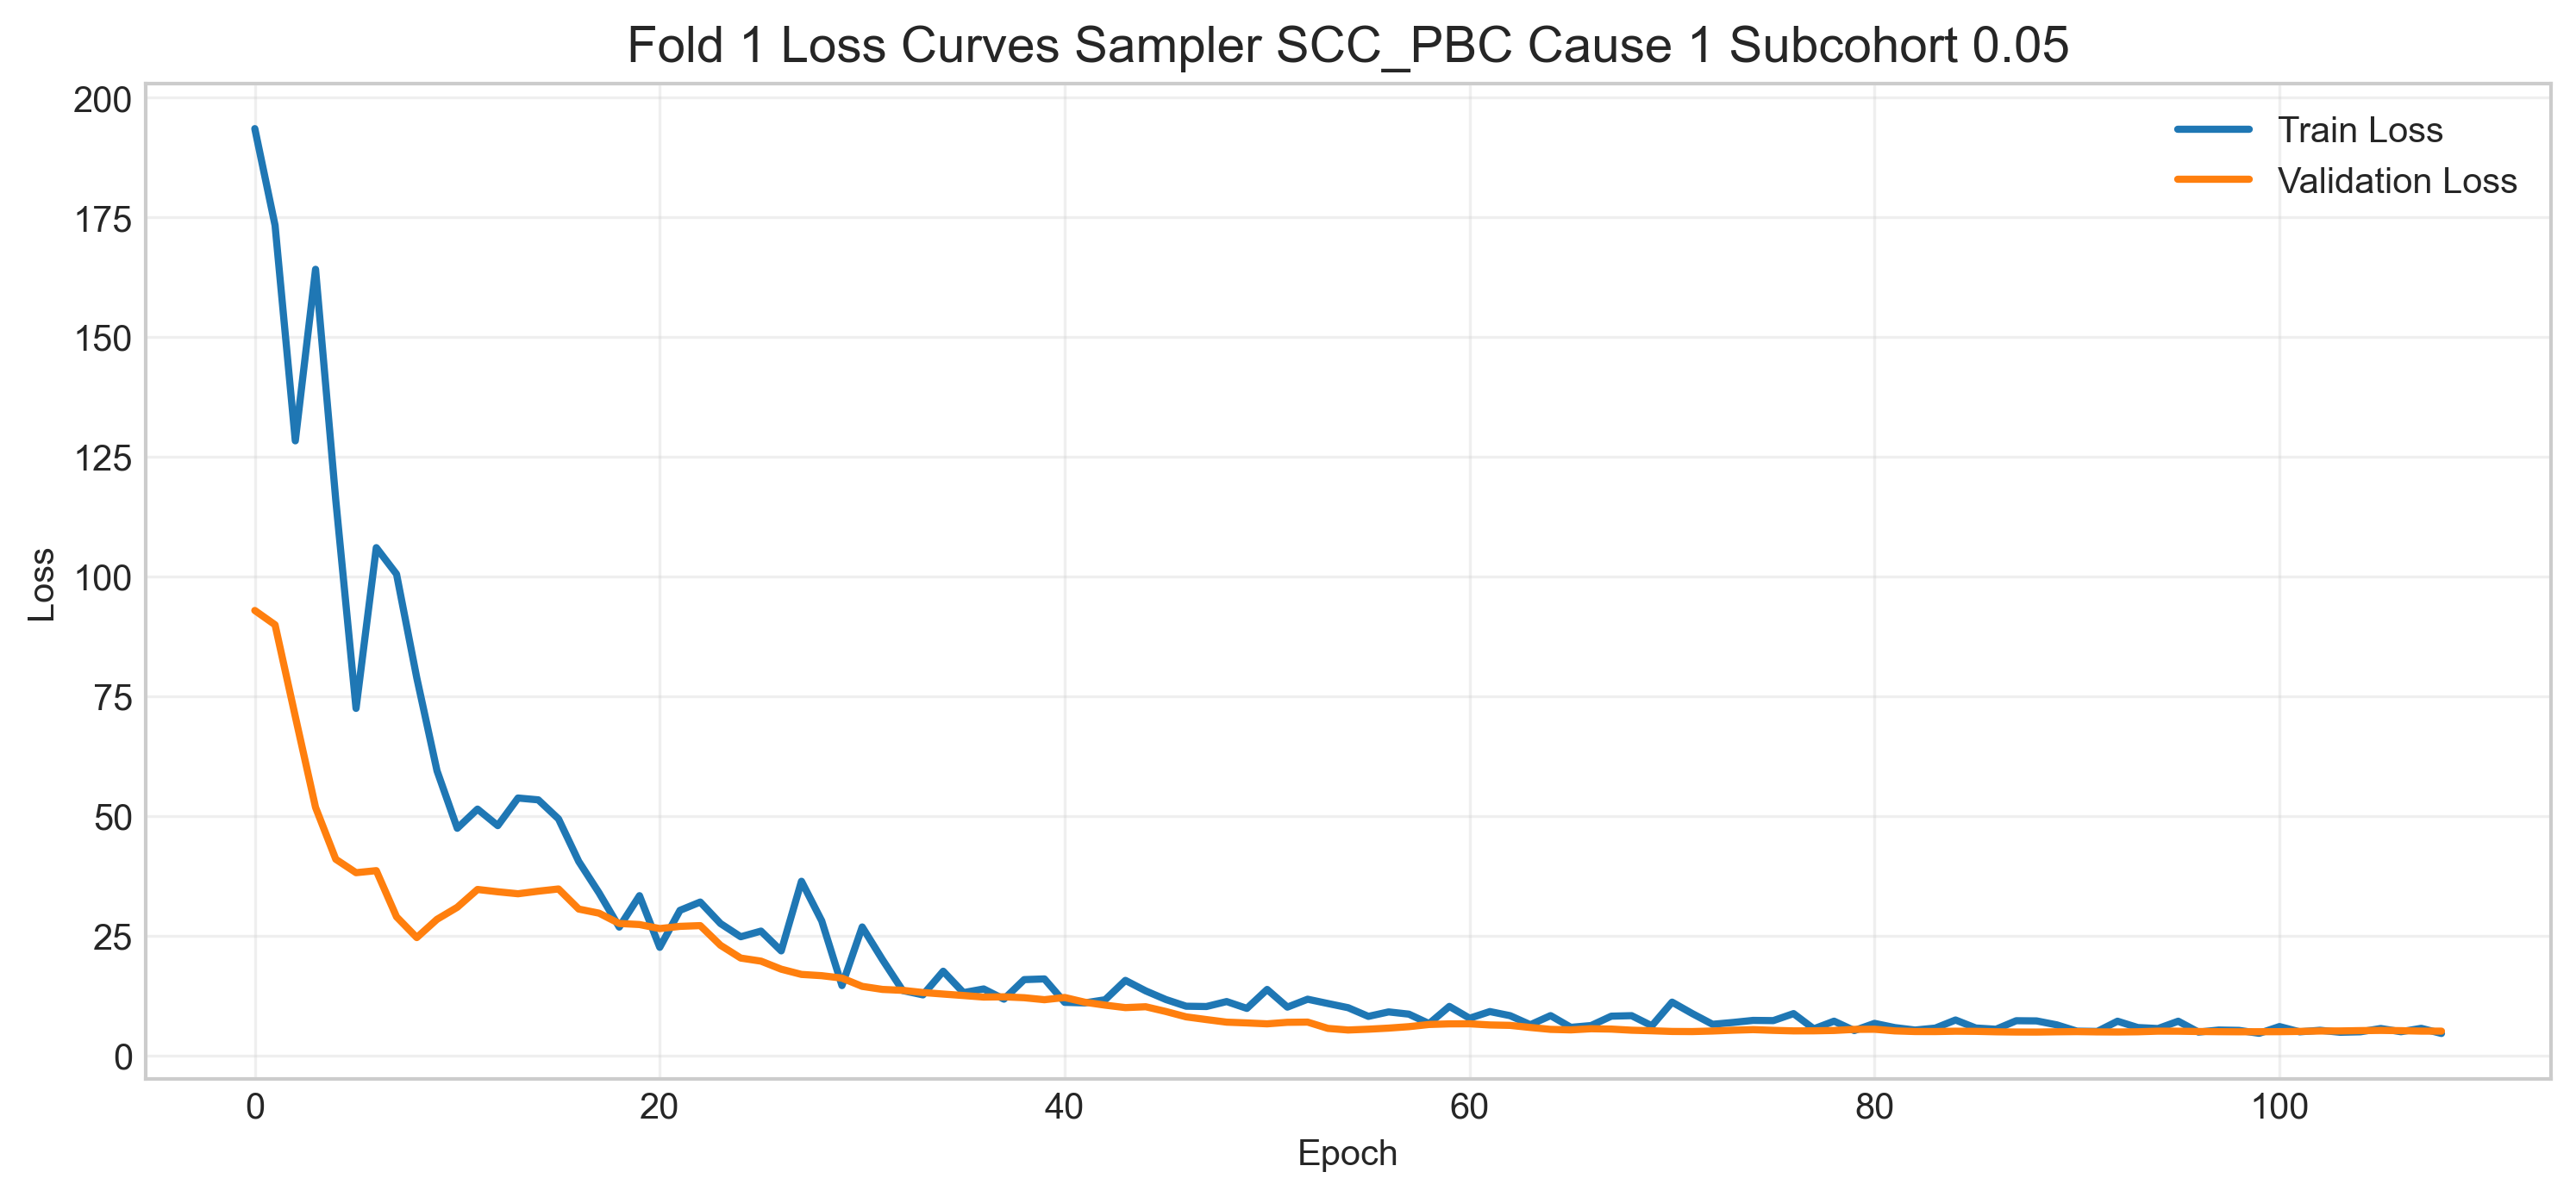 Fold 1 Loss Curves Sampler SCC_PBC Cause 1 Subcohort 0.05
Train Loss
Validation Loss
Loss
200
175
150
125
100
75
50
25
0
0 20 40 60 80 100
Epoch